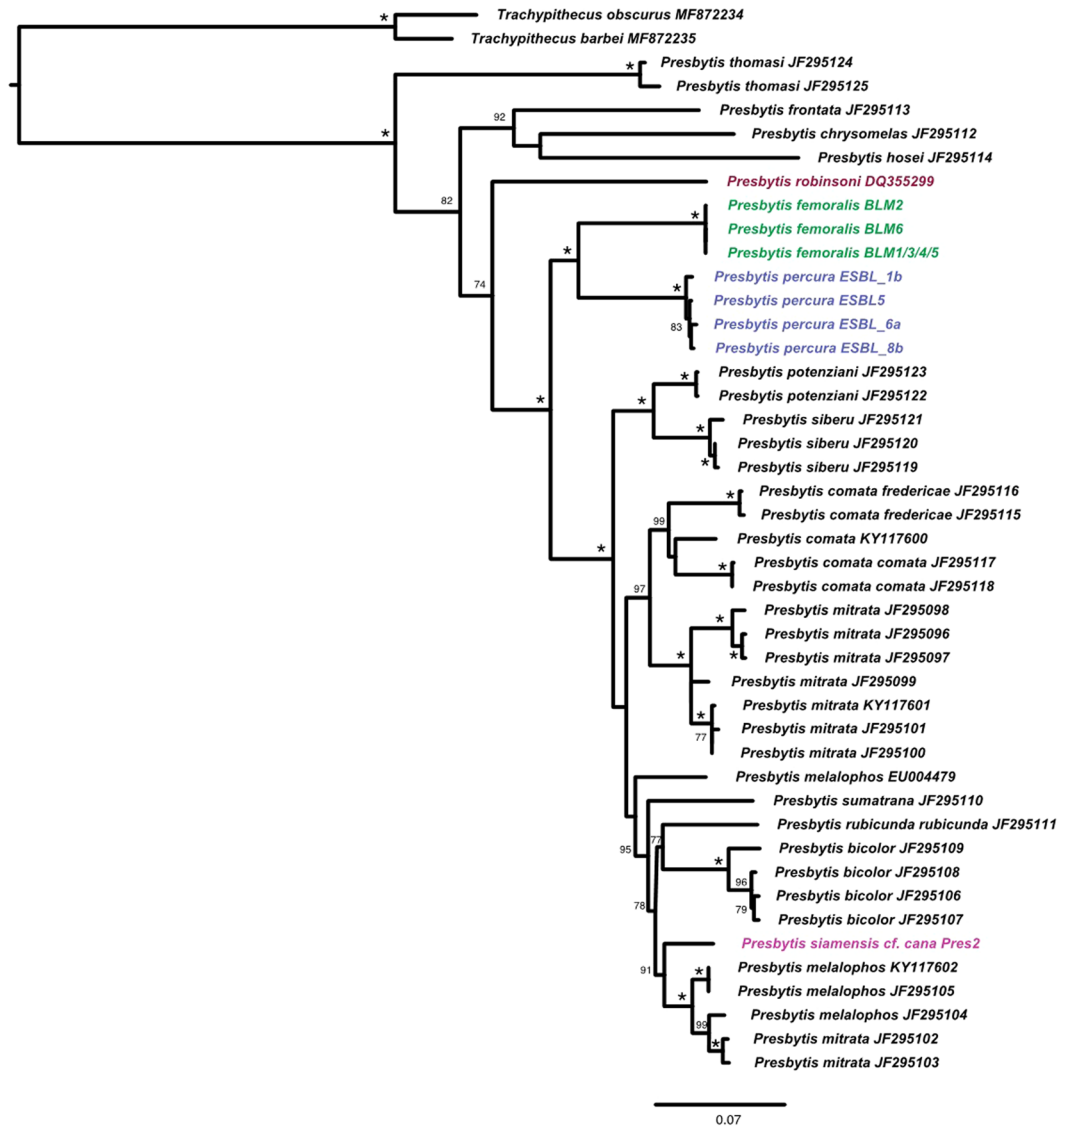 * Trachypithecus obscurus MF872234
Trachypithecus barbei MF872235
* Presbytis thomasi JF295124
Presbytis thomasi JF295125
92 Presbytis frontata JF295113
* Presbytis chrysomelas JF295112
Presbytis hosei JF295114
82 Presbytis robinsoni DQ355299
* Presbytis femoralis BLM2
Presbytis femoralis BLM6
* Presbytis femoralis BLM1/3/4/5
74 * Presbytis percura ESBL_1b
Presbytis percura ESBL5
83 Presbytis percura ESBL_6a
Presbytis percura ESBL_8b
* Presbytis potenziani JF295123
* * Presbytis potenziani JF295122
* Presbytis siberu JF295121
Presbytis siberu JF295120
* Presbytis siberu JF295119
* Presbytis comata fredericae JF295116
99 Presbytis comata fredericae JF295115
* Presbytis comata KY117600
* Presbytis comata comata JF295117
97 Presbytis comata comata JF295118
* Presbytis mitrata JF295098
Presbytis mitrata JF295096
* * Presbytis mitrata JF295097
Presbytis mitrata JF295099
* Presbytis mitrata KY117601
77 Presbytis mitrata JF295101
Presbytis mitrata JF295100
Presbytis melalophos EU004479
Presbytis sumatrana JF295110
77 Presbytis rubicunda rubicunda JF295111
95 * Presbytis bicolor JF295109
96 Presbytis bicolor JF295108
78 79 Presbytis bicolor JF295106
Presbytis bicolor JF295107
Presbytis siamensis cf. cana Pres2
91 * Presbytis melalophos KY117602
* Presbytis melalophos JF295105
99 Presbytis melalophos JF295104
* Presbytis mitrata JF295102
Presbytis mitrata JF295103
0.07